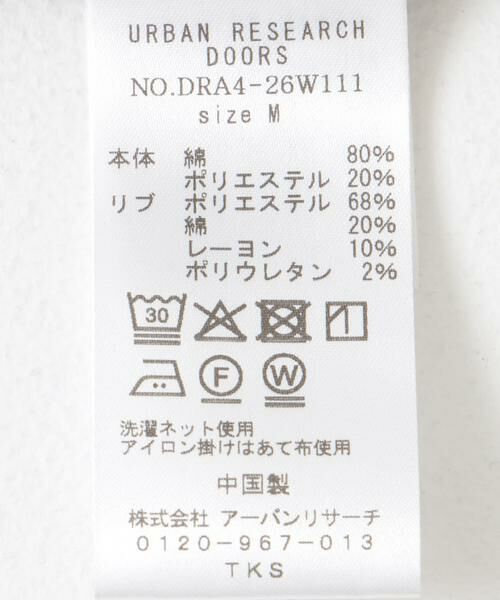 URBAN RESEARCH
DOORS
NO.DRA4-26W111
size M
本体 綿 80%
ポリエステル 20%
リブ ポリエステル 68%
綿 20%
レーヨン 10%
ポリウレタン 2%
30
F W
洗濯ネット使用
アイロン掛けはあて布使用
中国製
株式会社 アーバンリサーチ
0120-967-013
TKS